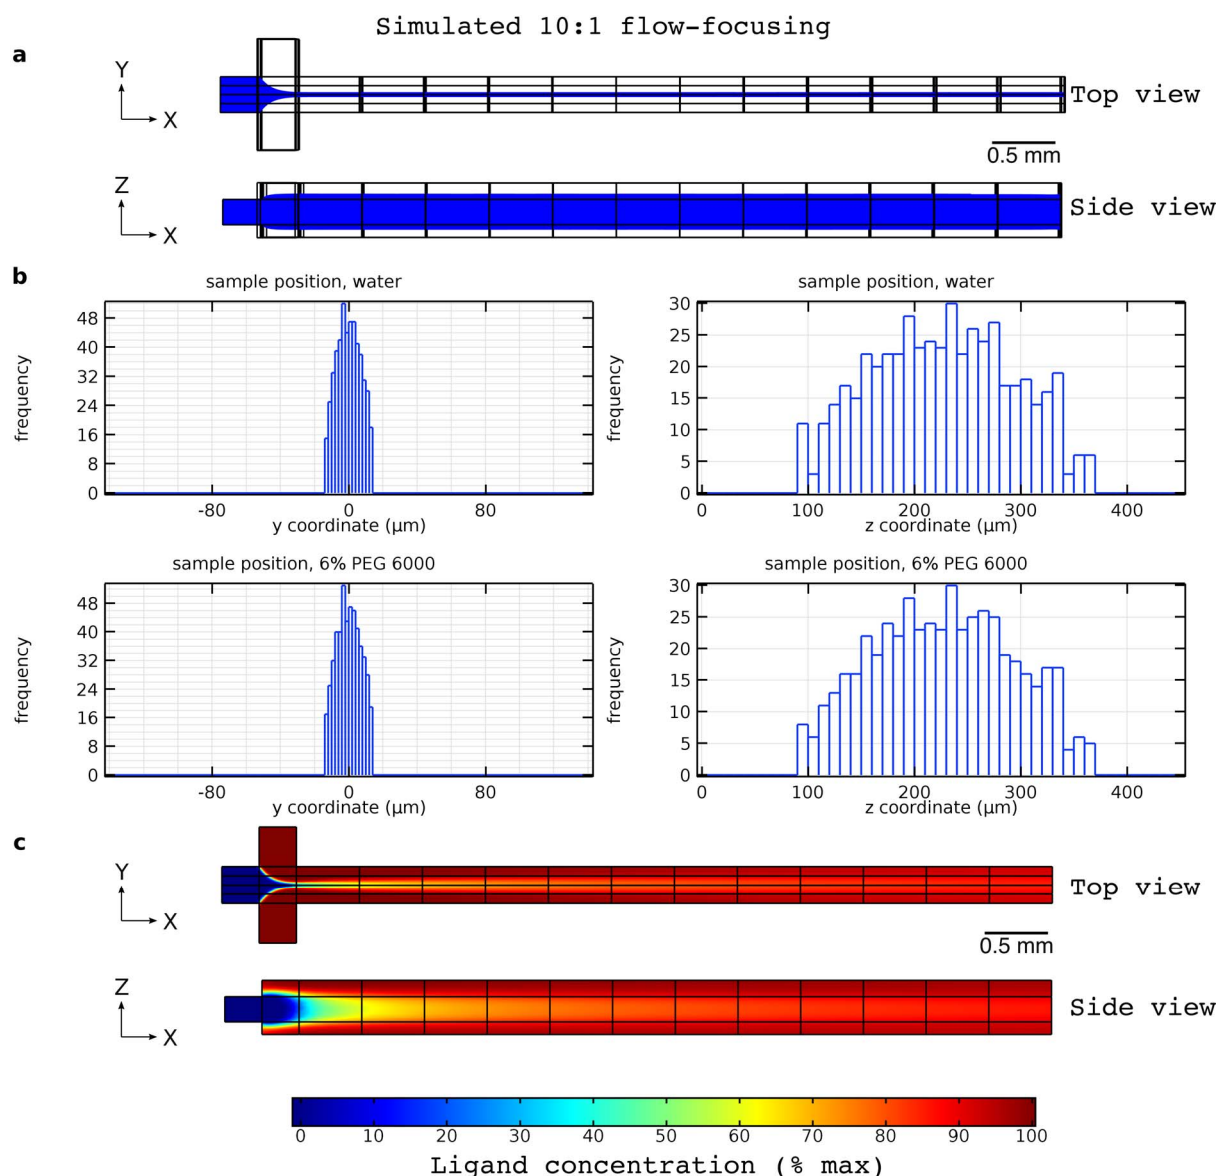 Simulated 10:1 flow-focusing
a
Y
X
Top view
0.5 mm
Z
X
Side view
b
sample position, water
frequency
48
40
32
24
16
8
0
-80 0 80
y coordinate (μm)
sample position, water
frequency
30
25
20
15
10
5
0
0 100 200 300 400
z coordinate (μm)
sample position, 6% PEG 6000
frequency
48
40
32
24
16
8
0
-80 0 80
y coordinate (μm)
sample position, 6% PEG 6000
frequency
30
25
20
15
10
5
0
0 100 200 300 400
z coordinate (μm)
c
Y
X
Top view
0.5 mm
Z
X
Side view
0 10 20 30 40 50 60 70 80 90 100
Ligand concentration (% max)